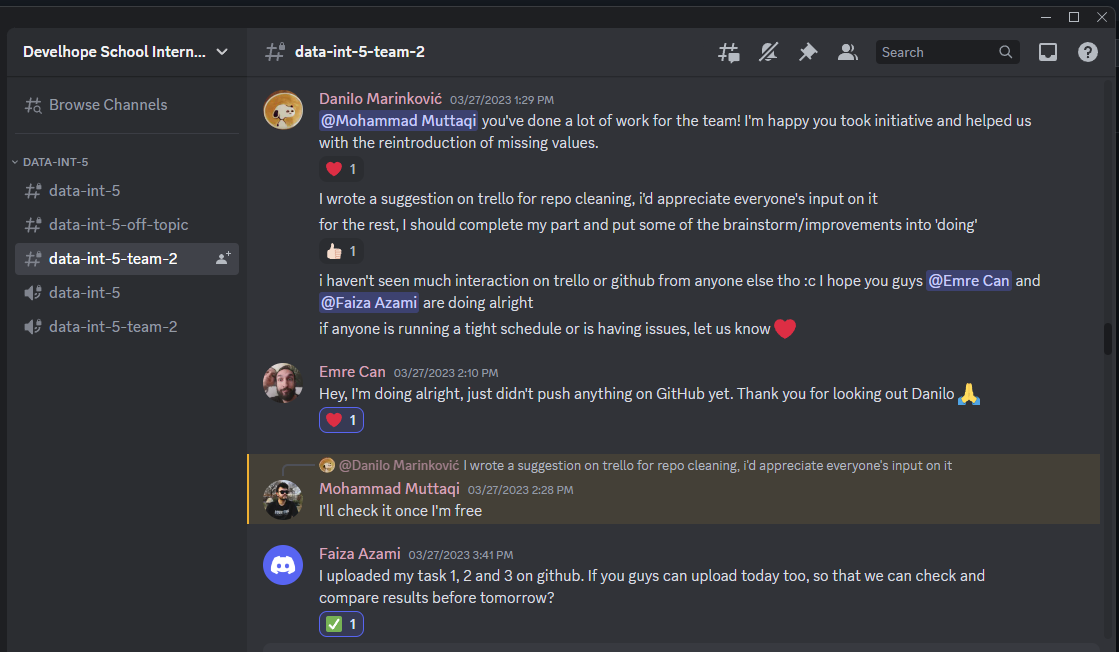 Develhope School Intern...
data-int-5-team-2
Search
Browse Channels
DATA-INT-5
data-int-5
data-int-5-off-topic
data-int-5-team-2
data-int-5
data-int-5-team-2
Danilo Marinković 03/27/2023 1:29 PM
@Mohammad Muttaqi you've done a lot of work for the team! I'm happy you took initiative and helped us
with the reintroduction of missing values.
❤️ 1
I wrote a suggestion on trello for repo cleaning, i'd appreciate everyone's input on it
for the rest, I should complete my part and put some of the brainstorm/improvements into 'doing'
👍🏻 1
i haven't seen much interaction on trello or github from anyone else tho :c I hope you guys @Emre Can and
@Faiza Azami are doing alright
if anyone is running a tight schedule or is having issues, let us know ❤️
Emre Can 03/27/2023 2:10 PM
Hey, I'm doing alright, just didn't push anything on GitHub yet. Thank you for looking out Danilo 🙏
❤️ 1
@Danilo Marinković I wrote a suggestion on trello for repo cleaning, i'd appreciate everyone's input on it
Mohammad Muttaqi 03/27/2023 2:28 PM
I'll check it once I'm free
Faiza Azami 03/27/2023 3:41 PM
I uploaded my task 1, 2 and 3 on github. If you guys can upload today too, so that we can check and
compare results before tomorrow?
✅ 1